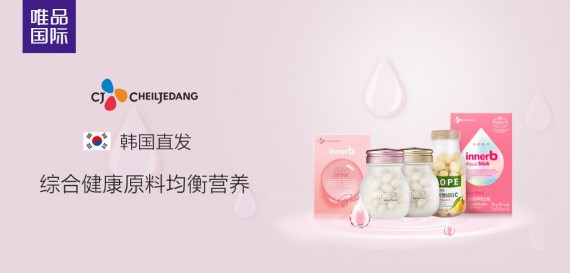 唯品
国际
CJ CHEILJEDANG
韩国直发
综合健康原料均衡营养
innerb
innerb
Aqua Stick